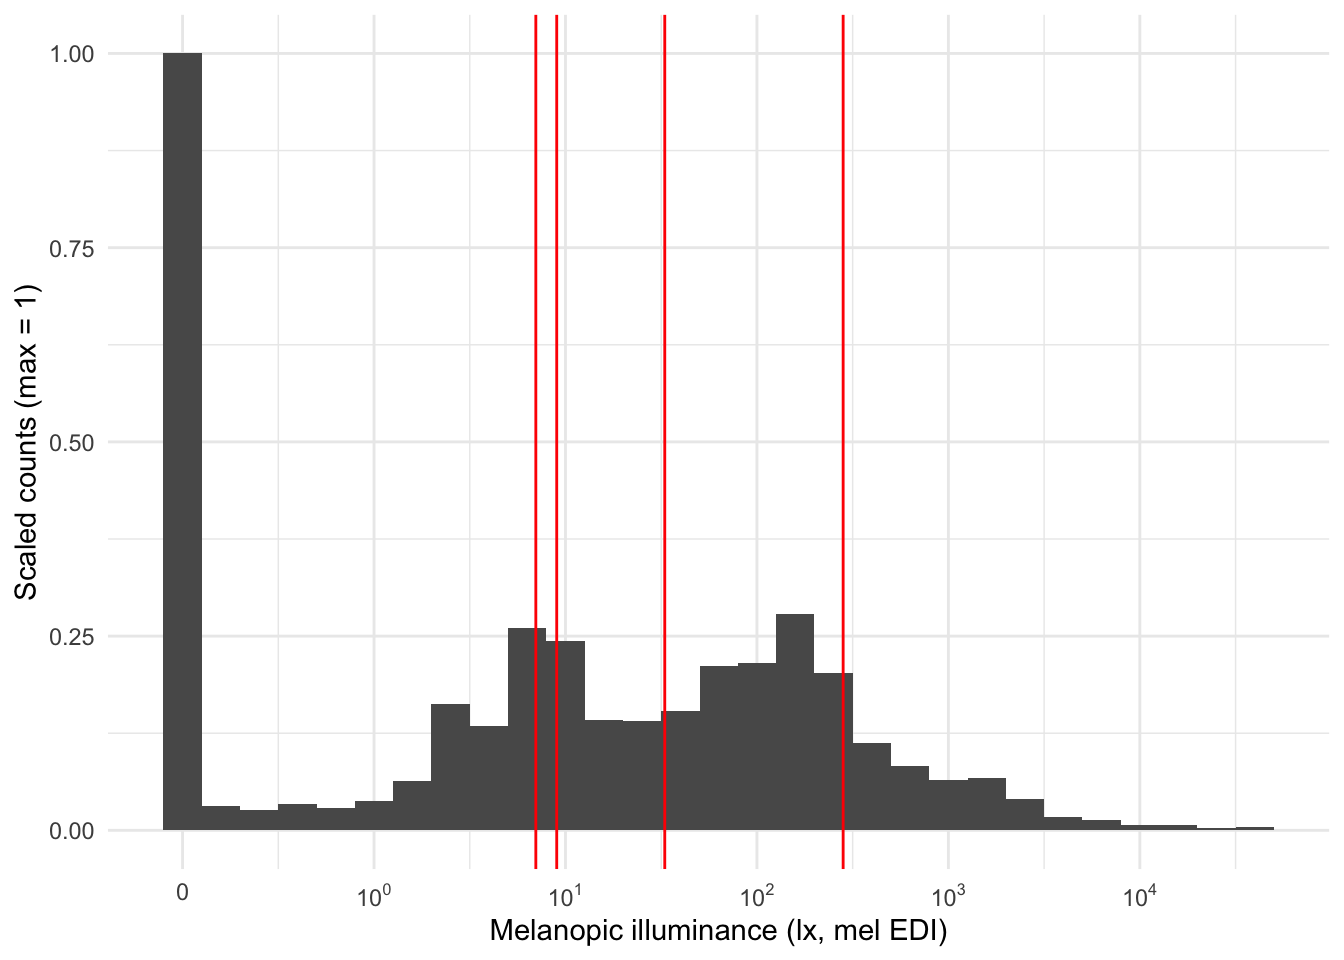 1.00
0.75
0.50
0.25
0.00
Scaled counts (max = 1)
0 10⁰ 10¹ 10² 10³ 10⁴
Melanopic illuminance (lx, mel EDI)